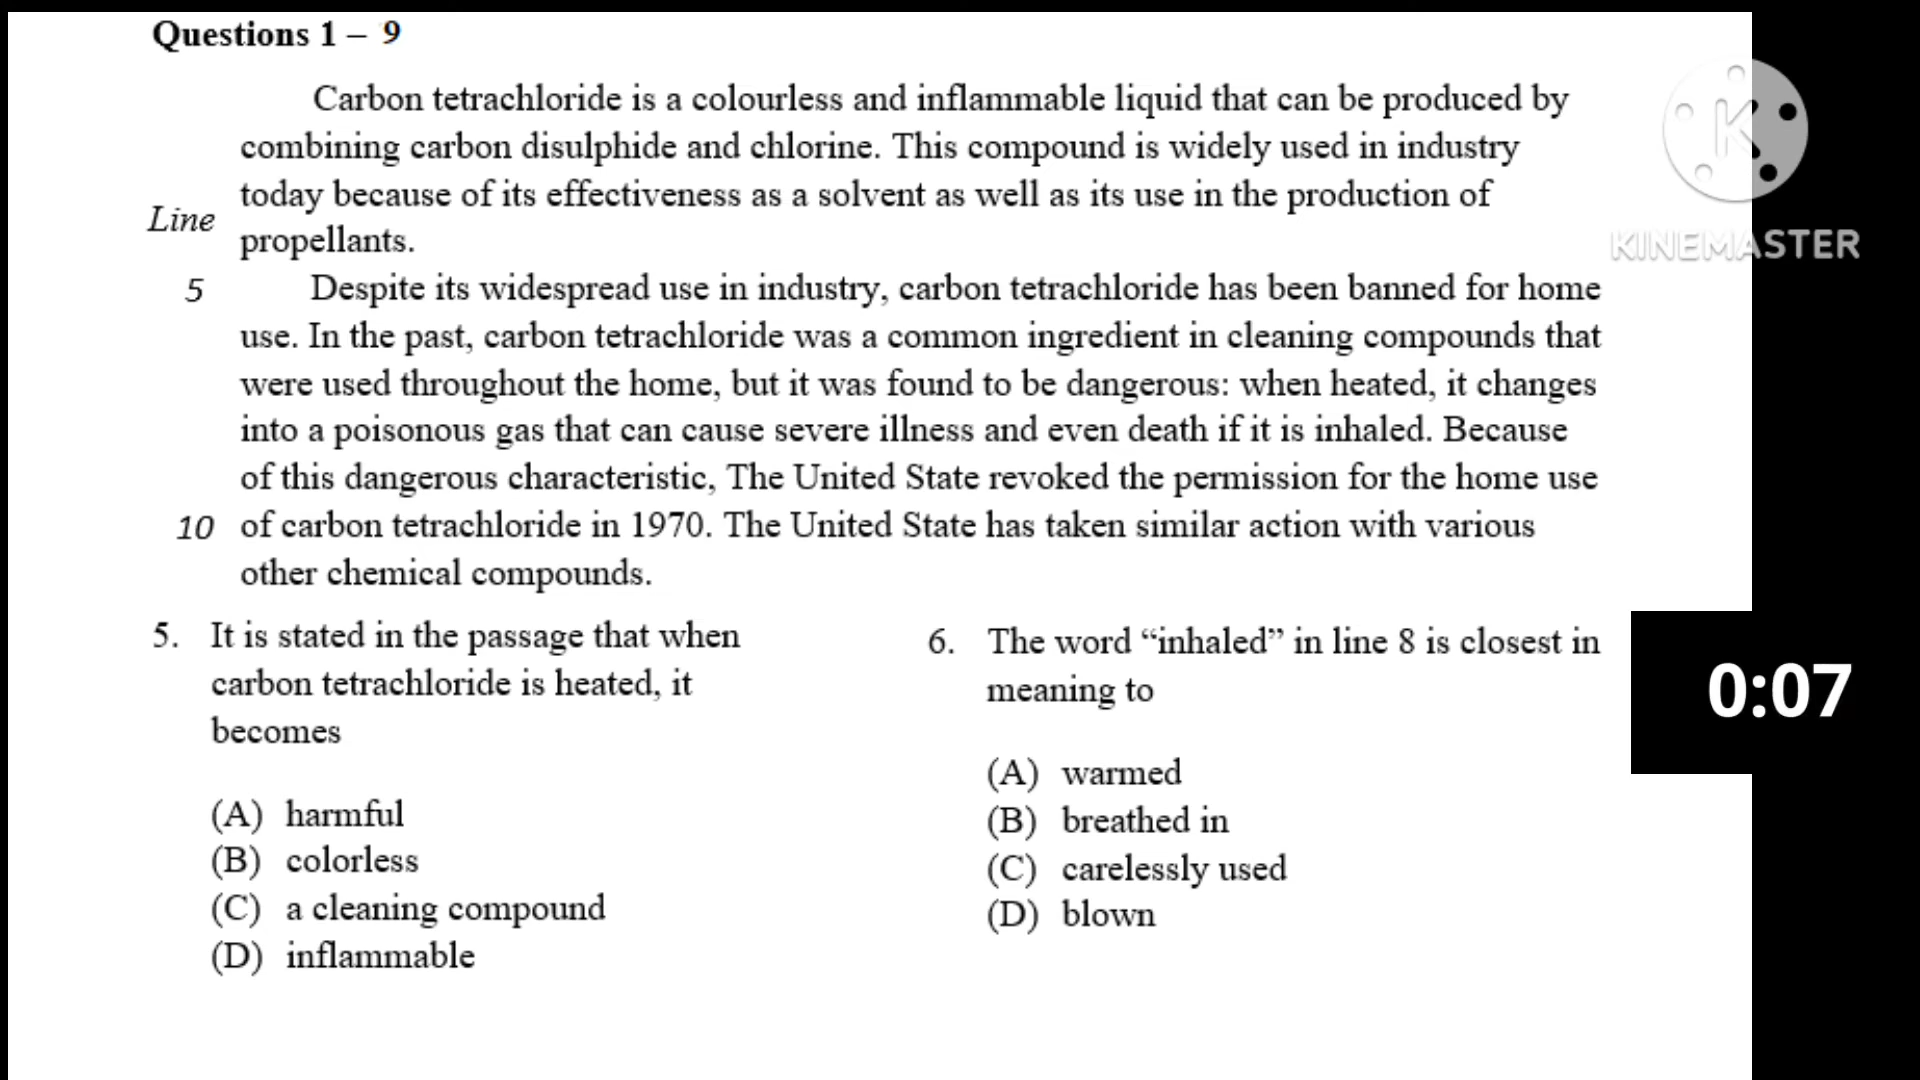 Questions 1 – 9
Carbon tetrachloride is a colourless and inflammable liquid that can be produced by
combining carbon disulphide and chlorine. This compound is widely used in industry
today because of its effectiveness as a solvent as well as its use in the production of
Line
propellants.
5 Despite its widespread use in industry, carbon tetrachloride has been banned for home
use. In the past, carbon tetrachloride was a common ingredient in cleaning compounds that
were used throughout the home, but it was found to be dangerous: when heated, it changes
into a poisonous gas that can cause severe illness and even death if it is inhaled. Because
of this dangerous characteristic, The United State revoked the permission for the home use
10 of carbon tetrachloride in 1970. The United State has taken similar action with various
other chemical compounds.
5. It is stated in the passage that when
carbon tetrachloride is heated, it
becomes
(A) harmful
(B) colorless
(C) a cleaning compound
(D) inflammable
6. The word “inhaled” in line 8 is closest in
meaning to
(A) warmed
(B) breathed in
(C) carelessly used
(D) blown
K
KINEMASTER
0:07